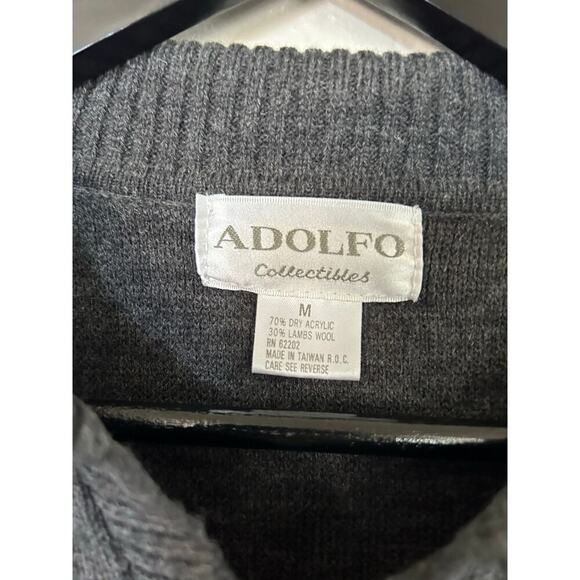 ADOLFO
Collectibles
M
70% DRY ACRYLIC
30% LAMBS WOOL
RN 62202
MADE IN TAIWAN R.O.C.
CARE SEE REVERSE